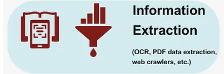 Information
Extraction
(OCR, PDF data extraction,
web crawlers, etc.)